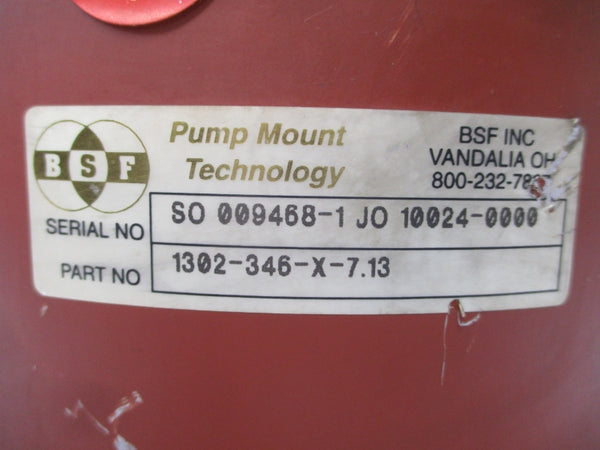 BSF
Pump Mount
Technology
BSF INC
VANDALIA OH
SERIAL NO SO 009468-1 JO 10024-0000
PART NO 1302-346-X-7.13